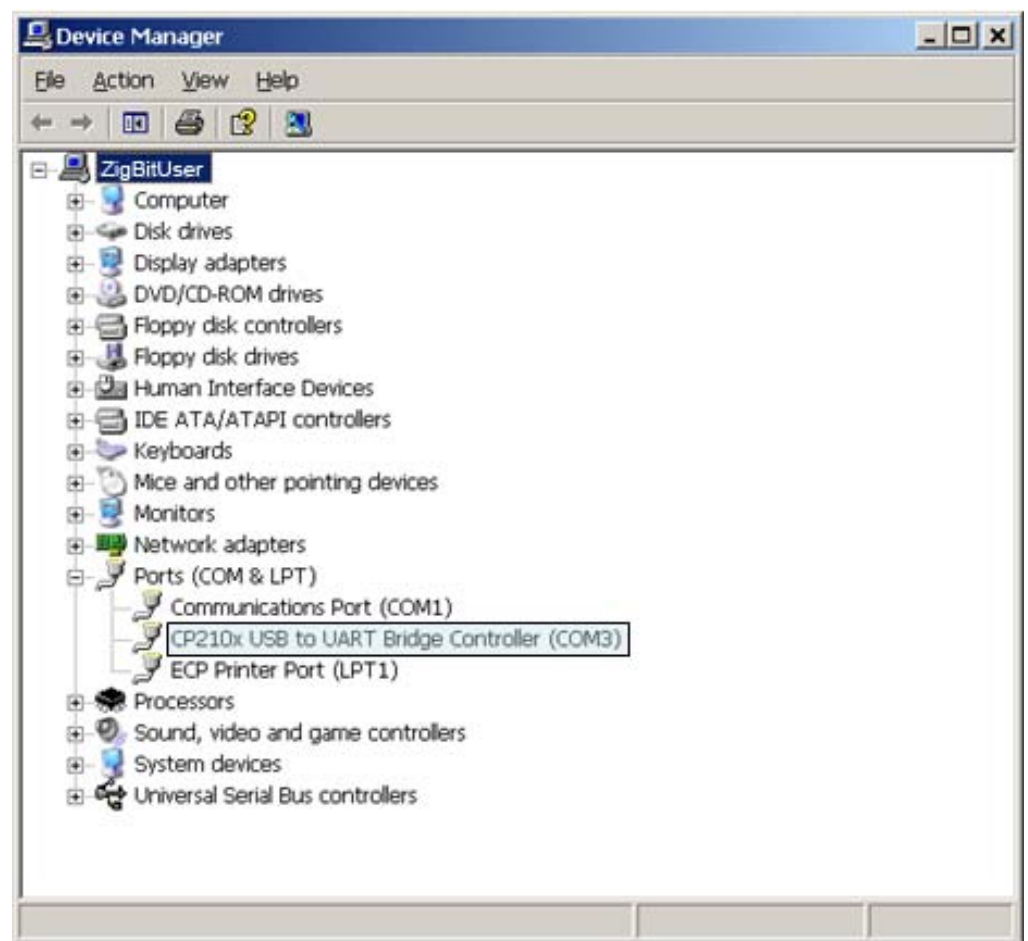 Device Manager
File Action View Help
ZigBitUser
Computer
Disk drives
Display adapters
DVD/CD-ROM drives
Floppy disk controllers
Floppy disk drives
Human Interface Devices
IDE ATA/ATAPI controllers
Keyboards
Mice and other pointing devices
Monitors
Network adapters
Ports (COM & LPT)
Communications Port (COM1)
CP210x USB to UART Bridge Controller (COM3)
ECP Printer Port (LPT1)
Processors
Sound, video and game controllers
System devices
Universal Serial Bus controllers